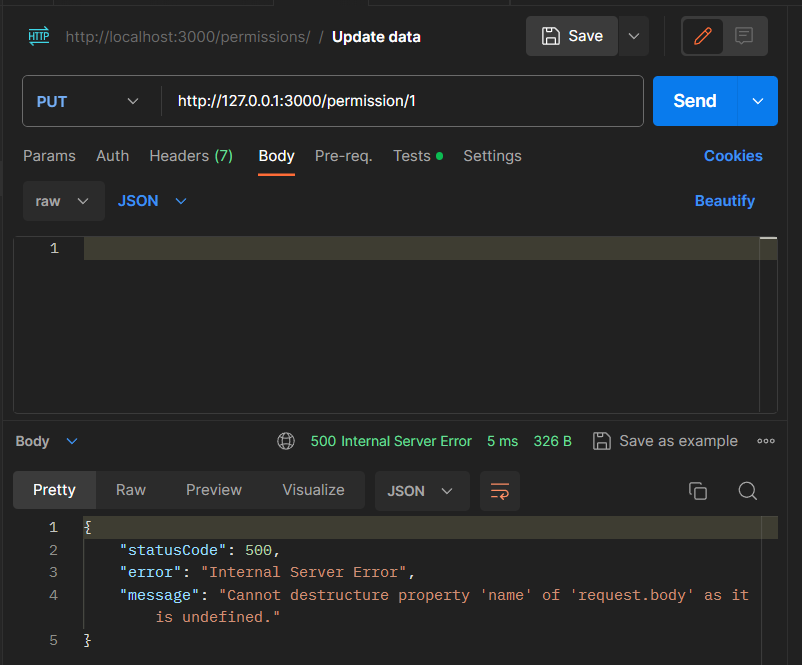 HTTP http://localhost:3000/permissions/ / Update data Save
PUT http://127.0.0.1:3000/permission/1 Send
Params Auth Headers (7) Body Pre-req. Tests Settings Cookies
raw JSON Beautify
1
Body 500 Internal Server Error 5 ms 326 B Save as example
Pretty Raw Preview Visualize JSON
1 {
2 "statusCode": 500,
3 "error": "Internal Server Error",
4 "message": "Cannot destructure property 'name' of 'request.body' as it
is undefined."
5 }